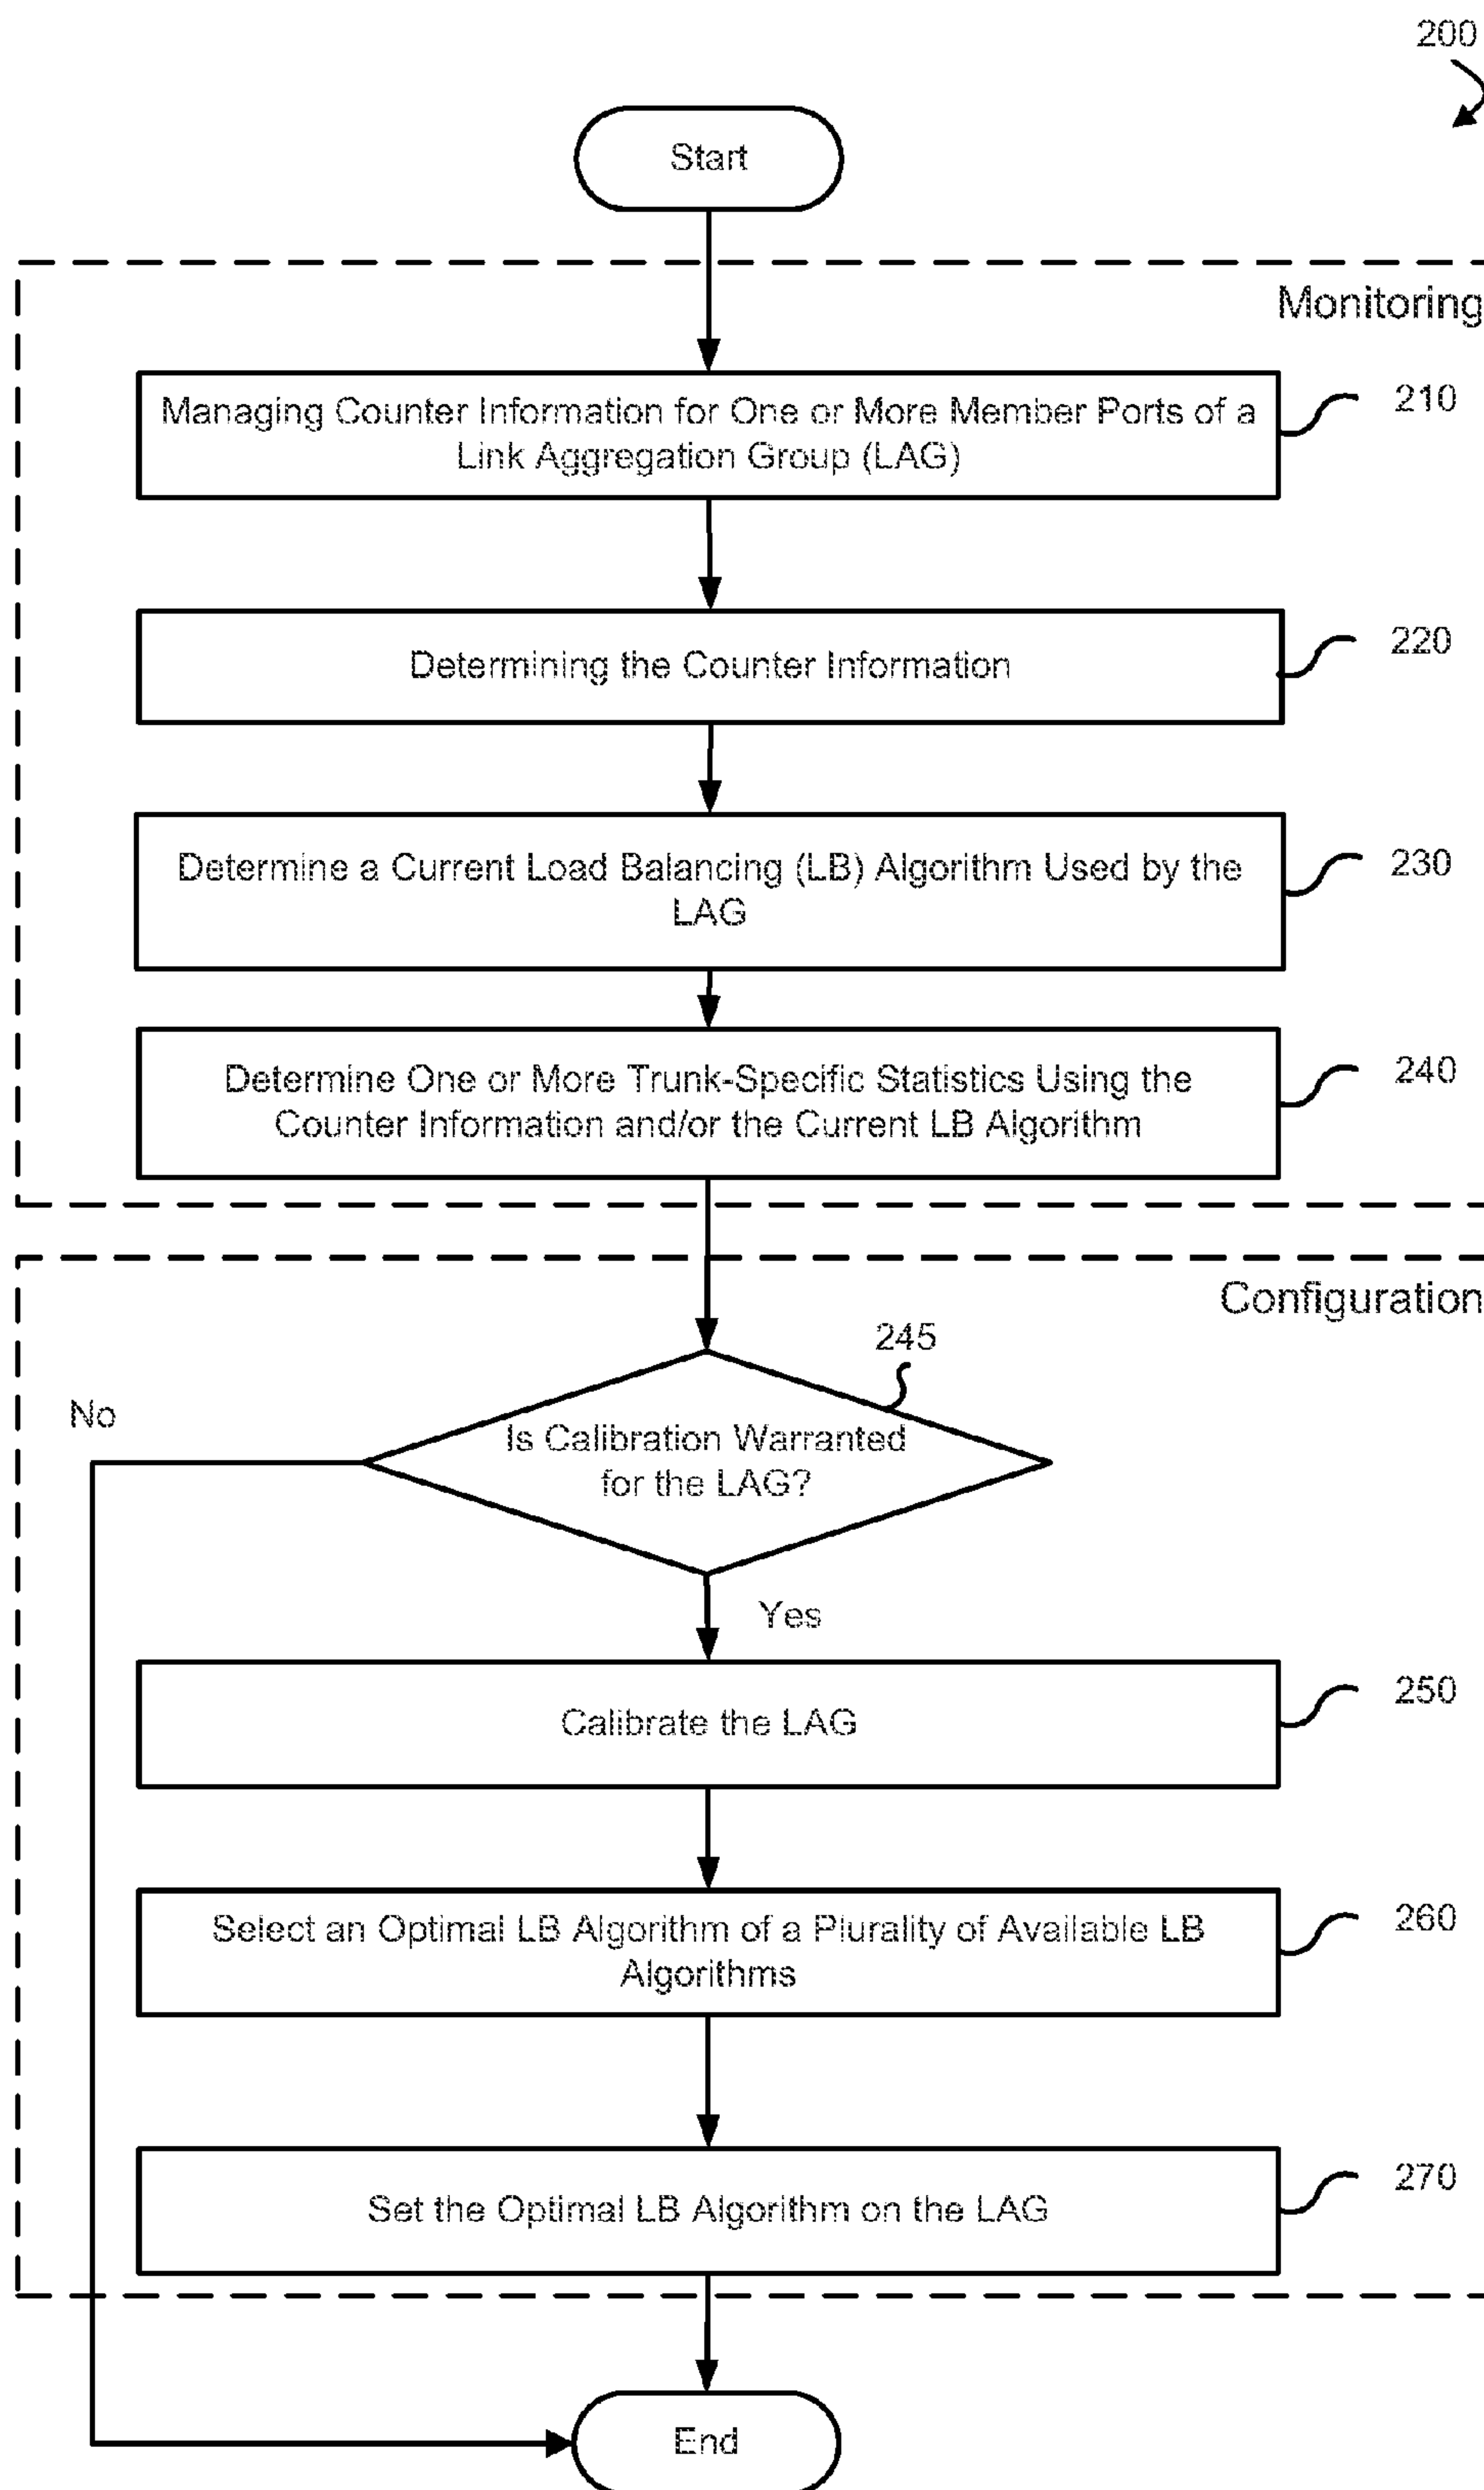 200
Start
Monitoring
Managing Counter Information for One or More Member Ports of a
Link Aggregation Group (LAG)
210
Determining the Counter Information
220
Determine a Current Load Balancing (LB) Algorithm Used by the
LAG
230
Determine One or More Trunk-Specific Statistics Using the
Counter Information and/or the Current LB Algorithm
240
Configuration
245
No
Is Calibration Warranted
for the LAG?
Yes
Calibrate the LAG
250
Select an Optimal LB Algorithm of a Plurality of Available LB
Algorithms
260
Set the Optimal LB Algorithm on the LAG
270
End